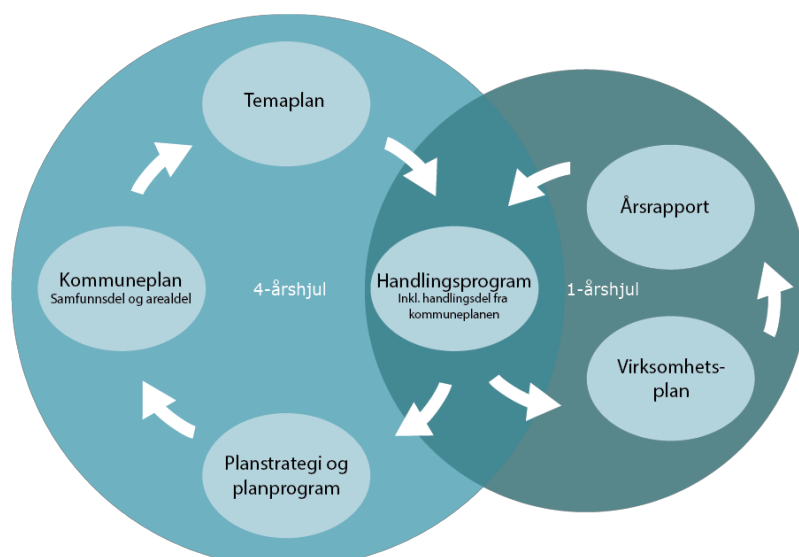 Temaplan
Årsrapport
Kommuneplan
Samfunnsdel og arealdel
4-årshjul
Handlingsprogram
Inkl. handlingsdel fra
kommuneplanen
1-årshjul
Virksomhets-
plan
Planstrategi og
planprogram